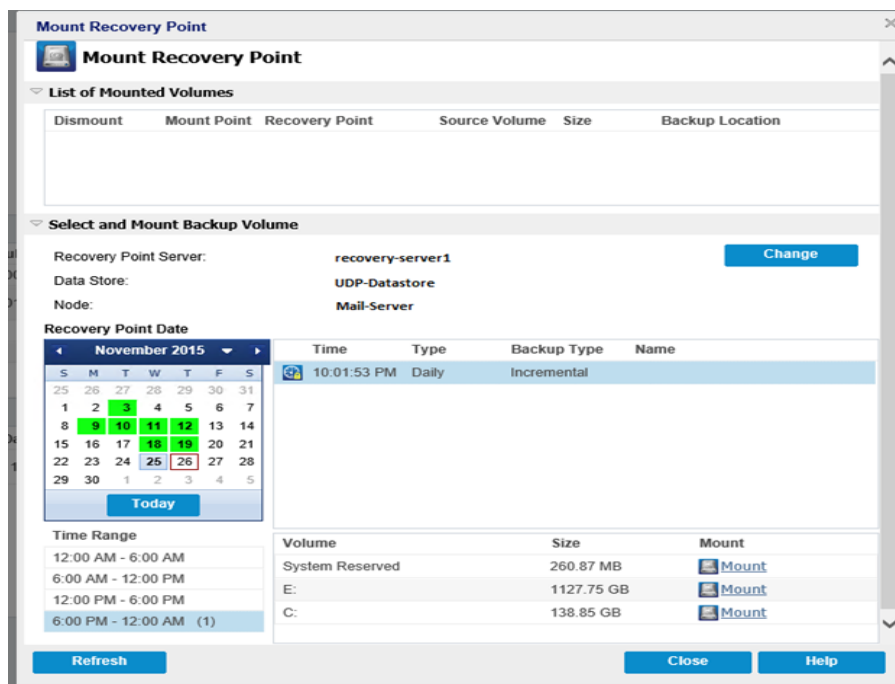 Mount Recovery Point
Mount Recovery Point
List of Mounted Volumes
Dismount Mount Point Recovery Point Source Volume Size Backup Location
Select and Mount Backup Volume
Recovery Point Server: recovery-server1 Change
Data Store: UDP-Datastore
Node: Mail-Server
Recovery Point Date
November 2015
S M T W T F S
25 26 27 28 29 30 31
1 2 3 4 5 6 7
8 9 10 11 12 13 14
15 16 17 18 19 20 21
22 23 24 25 26 27 28
29 30 1 2 3 4 5
Today
Time Type Backup Type Name
10:01:53 PM Daily Incremental
Time Range
12:00 AM - 6:00 AM
6:00 AM - 12:00 PM
12:00 PM - 6:00 PM
6:00 PM - 12:00 AM (1)
Volume Size Mount
System Reserved 260.87 MB Mount
E: 1127.75 GB Mount
C: 138.85 GB Mount
Refresh Close Help